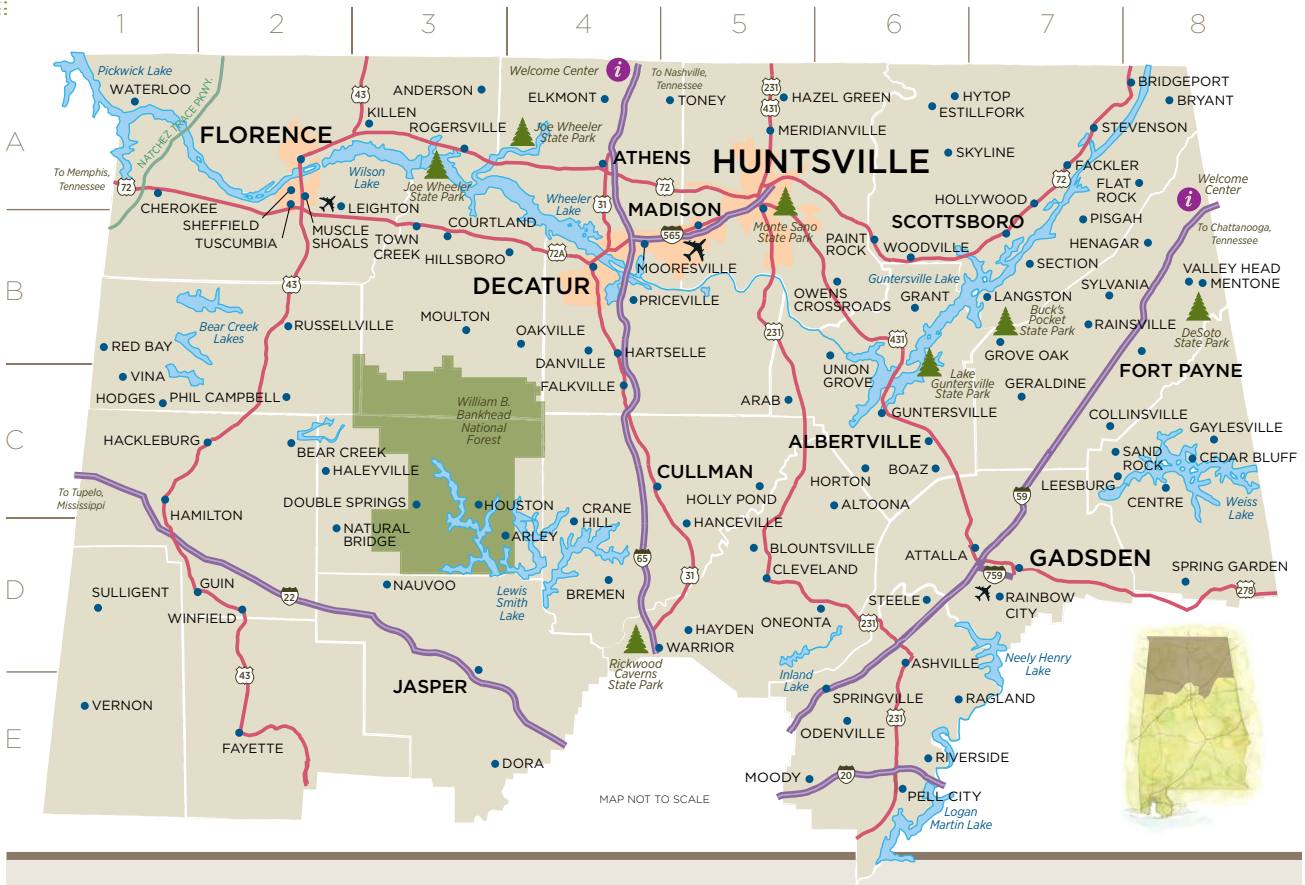 1 2 3 4 5 6 7 8
A
B
C
D
E
Pickwick Lake
WATERLOO
NATCHEZ TRACE PKWY.
To Memphis,
Tennessee
72
CHEROKEE
FLORENCE
SHEFFIELD
TUSCUMBIA
MUSCLE
SHOALS
43
KILLEN
ANDERSON
ROGERSVILLE
Wilson
Lake
Joe Wheeler
State Park
LEIGHTON
TOWN
CREEK
COURTLAND
HILLSBORO
72A
Welcome Center
i
ELKMONT
Joe Wheeler
State Park
ATHENS
Wheeler
Lake
31
To Nashville,
Tennessee
TONEY
72
MADISON
565
MOORESVILLE
DECATUR
PRICEVILLE
231
431
HAZEL GREEN
MERIDIANVILLE
HUNTSVILLE
Monte Sano
State Park
HYTOP
ESTILLFORK
SKYLINE
SCOTTSBORO
PAINT
ROCK
WOODVILLE
HOLLYWOOD
72
FACKLER
FLAT
ROCK
BRIDGEPORT
BRYANT
STEVENSON
Welcome
Center
i
To Chattanooga,
Tennessee
PISGAH
HENAGAR
SECTION
VALLEY HEAD
MENTONE
SYLVANIA
DeSoto
State Park
RAINSVILLE
FORT PAYNE
Guntersville Lake
OWENS
CROSSROADS
GRANT
LANGSTON
Buck's
Pocket
State Park
GROVE OAK
231
431
UNION
GROVE
Lake
Guntersville
State Park
GERALDINE
GUNTERSVILLE
43
RUSSELLVILLE
Bear Creek
Lakes
RED BAY
VINA
HODGES
PHIL CAMPBELL
HACKLEBURG
MOULTON
OAKVILLE
DANVILLE
HARTSELLE
FALKVILLE
William B.
Bankhead
National
Forest
BEAR CREEK
HALEYVILLE
DOUBLE SPRINGS
HOUSTON
ARLEY
NATURAL
BRIDGE
CRANE
HILL
CULLMAN
HOLLY POND
HANCEVILLE
ARAB
ALBERTVILLE
HORTON
BOAZ
ALTOONA
COLLINSVILLE
GAYLESVILLE
SAND
ROCK
CEDAR BLUFF
LEESBURG
CENTRE
Weiss
Lake
59
To Tupelo,
Mississippi
HAMILTON
GUIN
SULLIGENT
WINFIELD
22
NAUVOO
Lewis
Smith
Lake
BREMEN
65
31
BLOUNTSVILLE
CLEVELAND
ATTALLA
GADSDEN
759
RAINBOW
CITY
SPRING GARDEN
278
STEELE
ONEONTA
231
HAYDEN
WARRIOR
Rickwood
Caverns
State Park
JASPER
43
VERNON
FAYETTE
DORA
Inland
Lake
ASHVILLE
SPRINGVILLE
ODENVILLE
231
RAGLAND
Neely Henry
Lake
RIVERSIDE
MOODY
20
PELL CITY
Logan
Martin Lake
MAP NOT TO SCALE